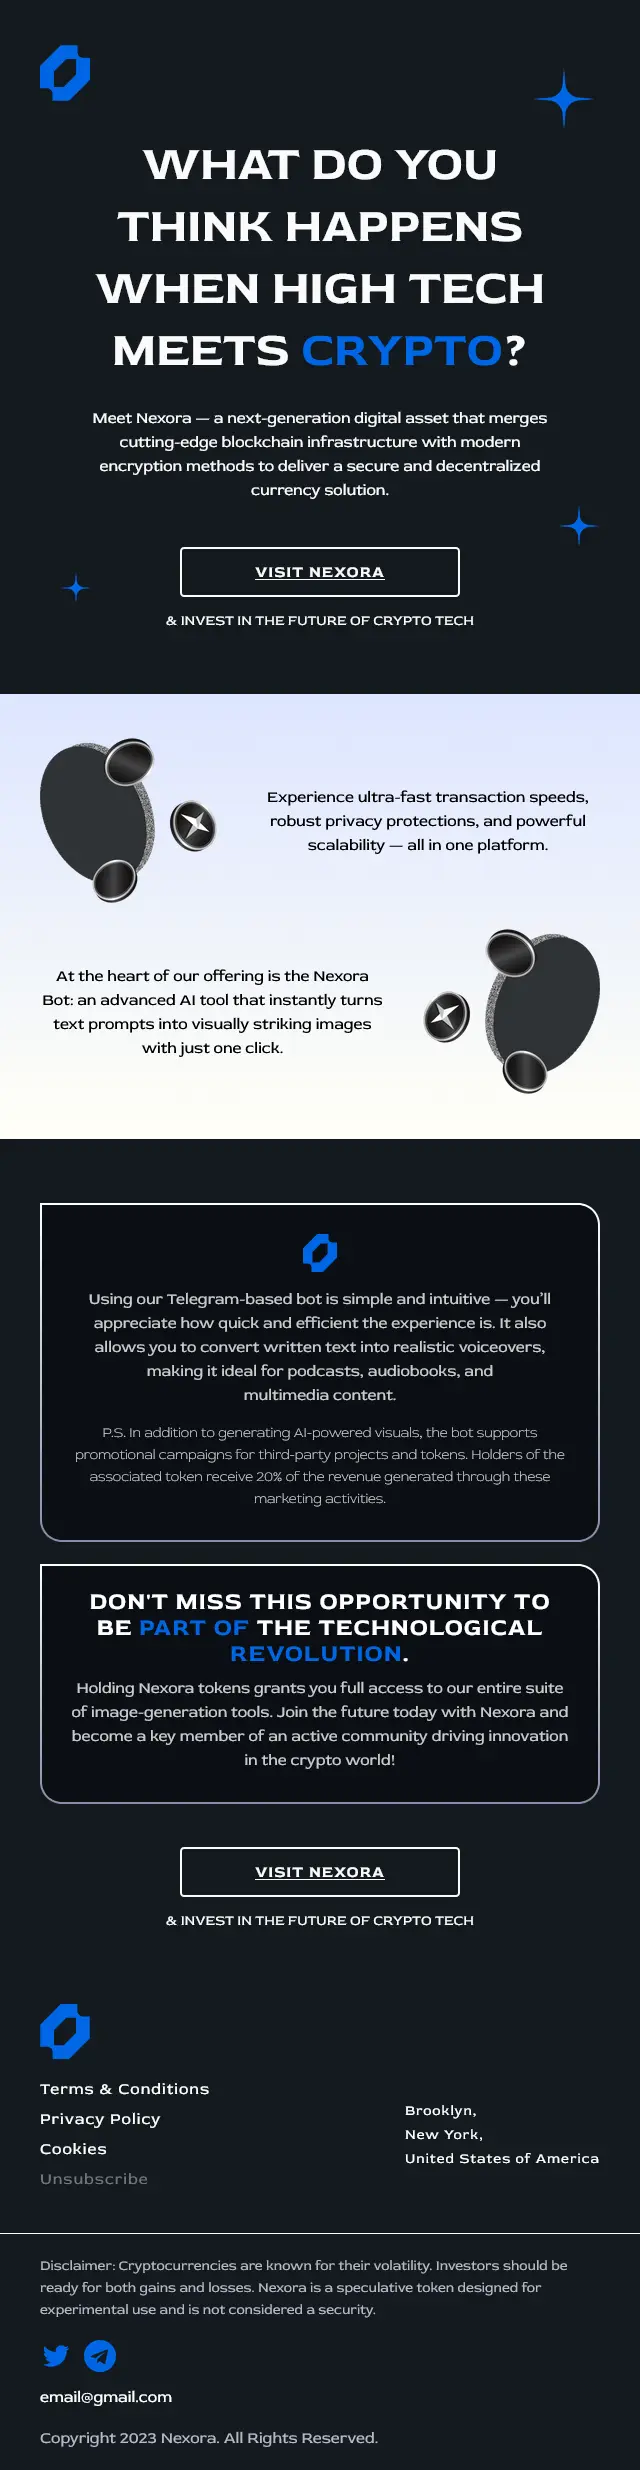 WHAT DO YOU
THINK HAPPENS
WHEN HIGH TECH
MEETS CRYPTO?
Meet Nexora — a next-generation digital asset that merges
cutting-edge blockchain infrastructure with modern
encryption methods to deliver a secure and decentralized
currency solution.
VISIT NEXORA
& INVEST IN THE FUTURE OF CRYPTO TECH
Experience ultra-fast transaction speeds,
robust privacy protections, and powerful
scalability — all in one platform.
At the heart of our offering is the Nexora
Bot: an advanced AI tool that instantly turns
text prompts into visually striking images
with just one click.
Using our Telegram-based bot is simple and intuitive — you'll
appreciate how quick and efficient the experience is. It also
allows you to convert written text into realistic voiceovers,
making it ideal for podcasts, audiobooks, and
multimedia content.
P.S. In addition to generating AI-powered visuals, the bot supports
promotional campaigns for third-party projects and tokens. Holders of the
associated token receive 20% of the revenue generated through these
marketing activities.
DON'T MISS THIS OPPORTUNITY TO
BE PART OF THE TECHNOLOGICAL
REVOLUTION.
Holding Nexora tokens grants you full access to our entire suite
of image-generation tools. Join the future today with Nexora and
become a key member of an active community driving innovation
in the crypto world!
VISIT NEXORA
& INVEST IN THE FUTURE OF CRYPTO TECH
Terms & Conditions
Privacy Policy
Cookies
Unsubscribe
Brooklyn,
New York,
United States of America
Disclaimer: Cryptocurrencies are known for their volatility. Investors should be
ready for both gains and losses. Nexora is a speculative token designed for
experimental use and is not considered a security.
email@gmail.com
Copyright 2023 Nexora. All Rights Reserved.